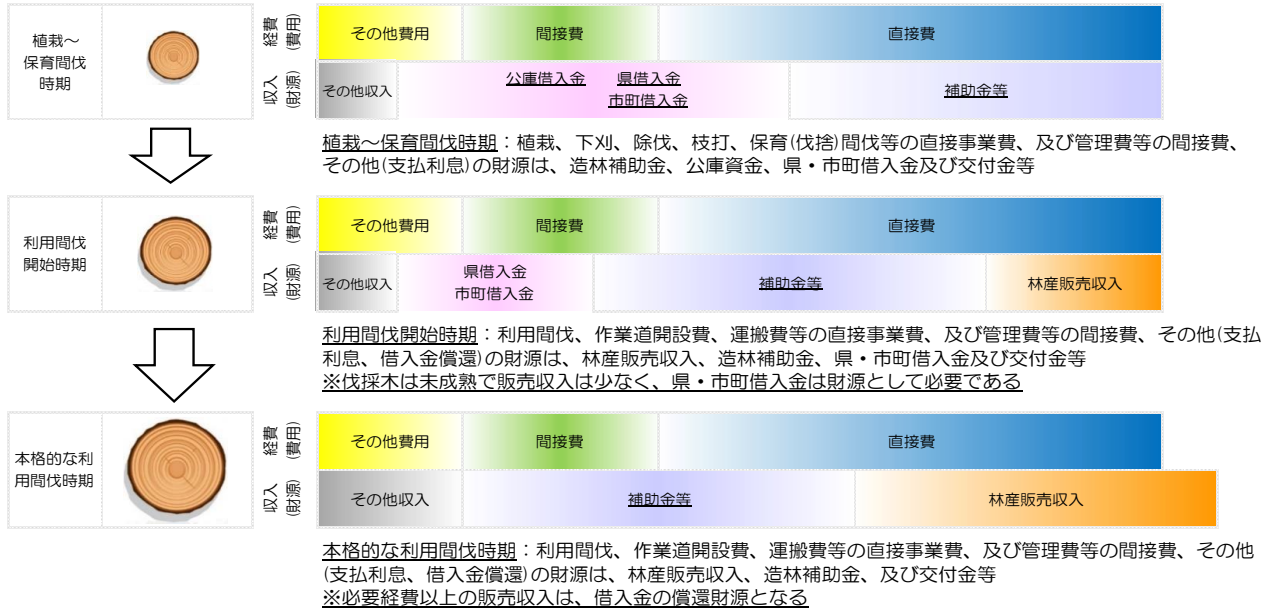 植栽～
保育間伐
時期
経費
(費用)
その他費用
間接費
直接費
収入
(財源)
その他収入
公庫借入金 県借入金
市町借入金
補助金等
植栽～保育間伐時期：植栽、下刈、除伐、枝打、保育(伐捨)間伐等の直接事業費、及び管理費等の間接費、
その他(支払利息)の財源は、造林補助金、公庫資金、県・市町借入金及び交付金等
利用間伐
開始時期
経費
(費用)
その他費用
間接費
直接費
収入
(財源)
その他収入
県借入金
市町借入金
補助金等
林産販売収入
利用間伐開始時期：利用間伐、作業道開設費、運搬費等の直接事業費、及び管理費等の間接費、その他(支払
利息、借入金償還)の財源は、林産販売収入、造林補助金、県・市町借入金及び交付金等
※伐採木は未成熟で販売収入は少なく、県・市町借入金は財源として必要である
本格的な利
用間伐時期
経費
(費用)
その他費用
間接費
直接費
収入
(財源)
その他収入
補助金等
林産販売収入
本格的な利用間伐時期：利用間伐、作業道開設費、運搬費等の直接事業費、及び管理費等の間接費、その他
(支払利息、借入金償還)の財源は、林産販売収入、造林補助金、及び交付金等
※必要経費以上の販売収入は、借入金の償還財源となる